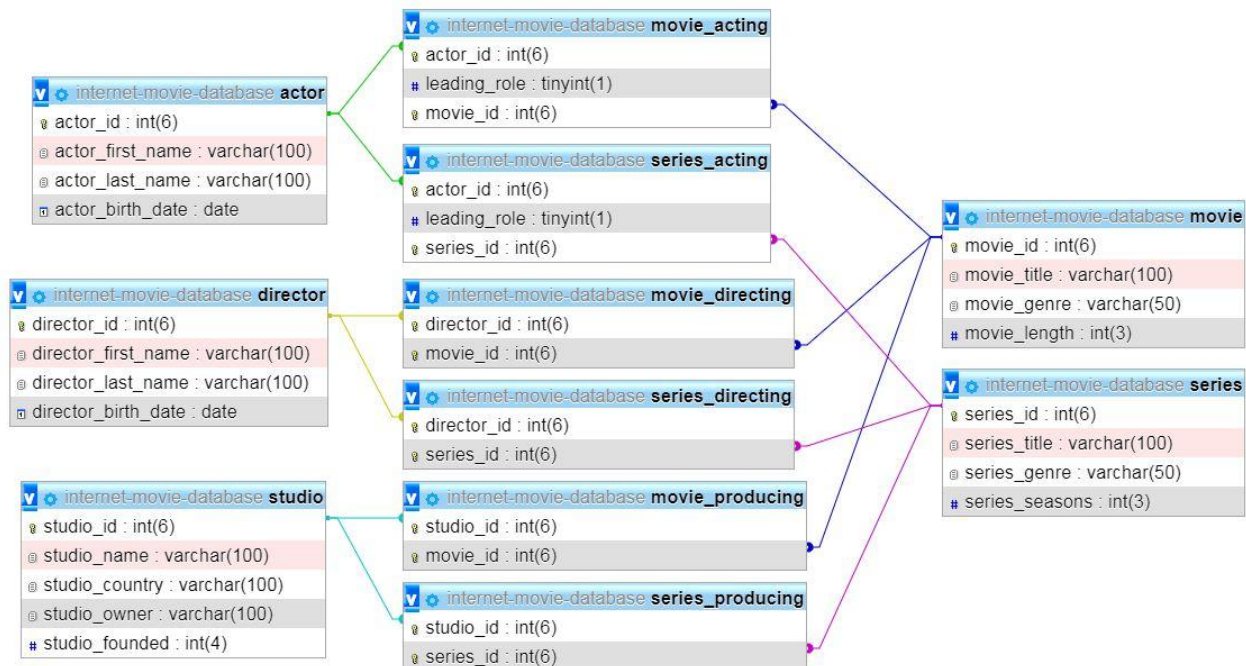 internet-movie-database actor
actor_id : int(6)
actor_first_name : varchar(100)
actor_last_name : varchar(100)
actor_birth_date : date
internet-movie-database director
director_id : int(6)
director_first_name : varchar(100)
director_last_name : varchar(100)
director_birth_date : date
internet-movie-database studio
studio_id : int(6)
studio_name : varchar(100)
studio_country : varchar(100)
studio_owner : varchar(100)
# studio_founded : int(4)
internet-movie-database movie_acting
actor_id : int(6)
# leading_role : tinyint(1)
movie_id : int(6)
internet-movie-database series_acting
actor_id : int(6)
# leading_role : tinyint(1)
series_id : int(6)
internet-movie-database movie_directing
director_id : int(6)
movie_id : int(6)
internet-movie-database series_directing
director_id : int(6)
series_id : int(6)
internet-movie-database movie_producing
studio_id : int(6)
movie_id : int(6)
internet-movie-database series_producing
studio_id : int(6)
series_id : int(6)
internet-movie-database movie
movie_id : int(6)
movie_title : varchar(100)
movie_genre : varchar(50)
# movie_length : int(3)
internet-movie-database series
series_id : int(6)
series_title : varchar(100)
series_genre : varchar(50)
# series_seasons : int(3)